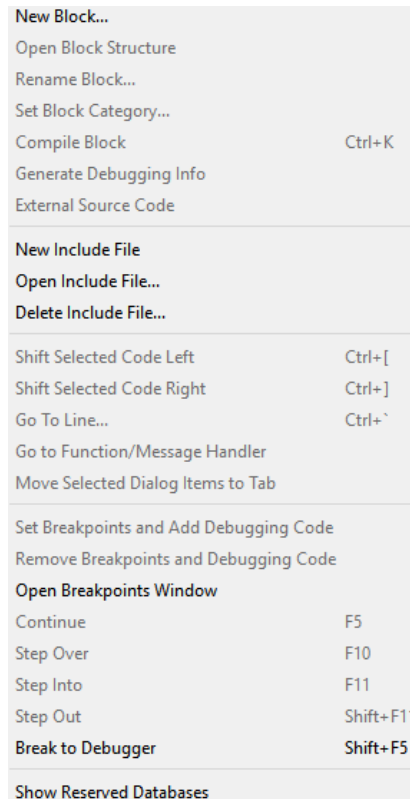 New Block...
Open Block Structure
Rename Block...
Set Block Category...
Compile Block Ctrl+K
Generate Debugging Info
External Source Code
New Include File
Open Include File...
Delete Include File...
Shift Selected Code Left Ctrl+[
Shift Selected Code Right Ctrl+]
Go To Line... Ctrl+`
Go to Function/Message Handler
Move Selected Dialog Items to Tab
Set Breakpoints and Add Debugging Code
Remove Breakpoints and Debugging Code
Open Breakpoints Window
Continue F5
Step Over F10
Step Into F11
Step Out Shift+F11
Break to Debugger Shift+F5
Show Reserved Databases